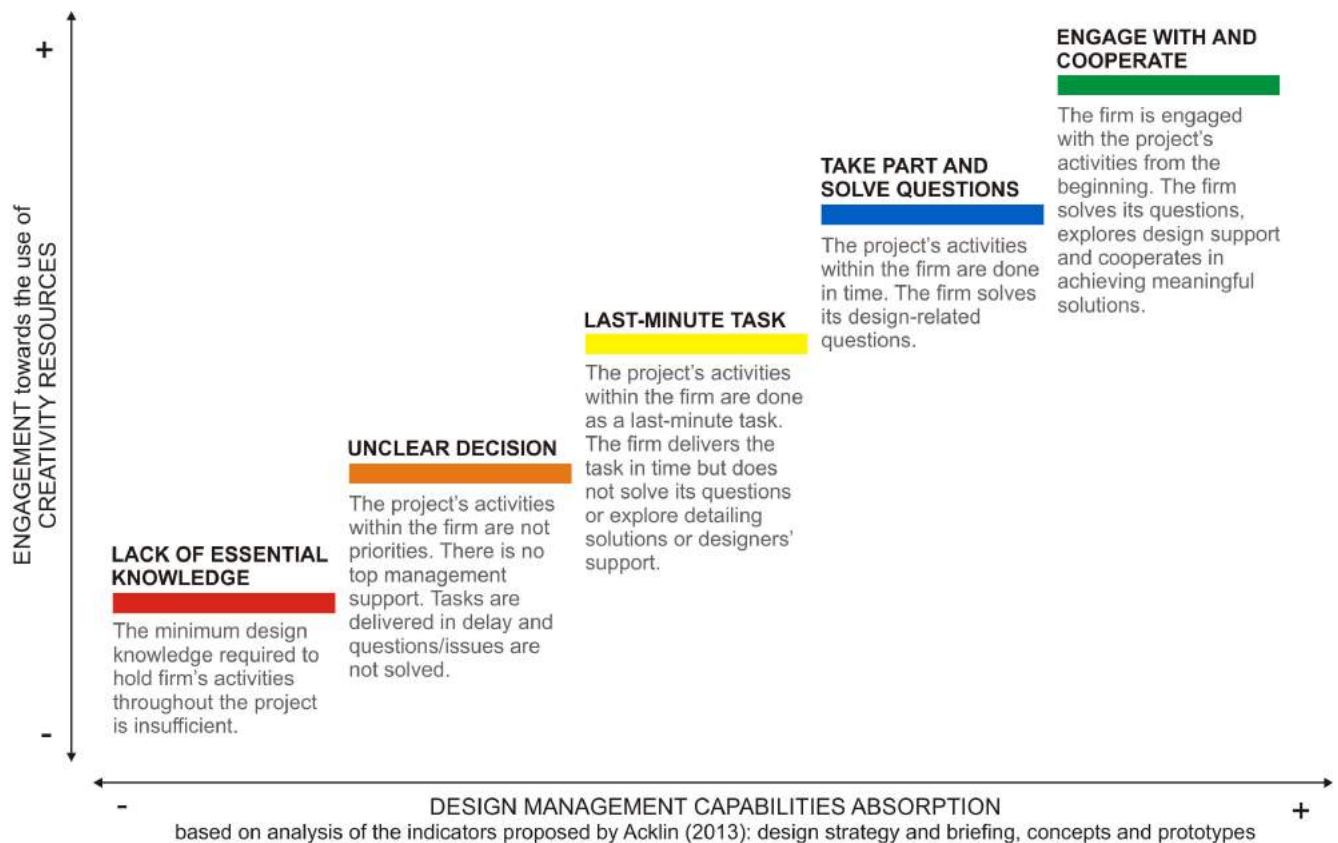 +
ENGAGE WITH AND
COOPERATE
The firm is engaged
with the project's
activities from the
beginning. The firm
solves its questions,
explores design support
and cooperates in
achieving meaningful
solutions.
TAKE PART AND
SOLVE QUESTIONS
The project's activities
within the firm are done
in time. The firm solves
its design-related
questions.
LAST-MINUTE TASK
The project's activities
within the firm are done
as a last-minute task.
The firm delivers the
task in time but does
not solve its questions
or explore detailing
solutions or designers'
support.
UNCLEAR DECISION
The project's activities
within the firm are not
priorities. There is no
top management
support. Tasks are
delivered in delay and
questions/issues are
not solved.
LACK OF ESSENTIAL
KNOWLEDGE
The minimum design
knowledge required to
hold firm's activities
throughout the project
is insufficient.
ENGAGEMENT towards the use of
CREATIVITY RESOURCES
-
-
DESIGN MANAGEMENT CAPABILITIES ABSORPTION
+
based on analysis of the indicators proposed by Acklin (2013): design strategy and briefing, concepts and prototypes